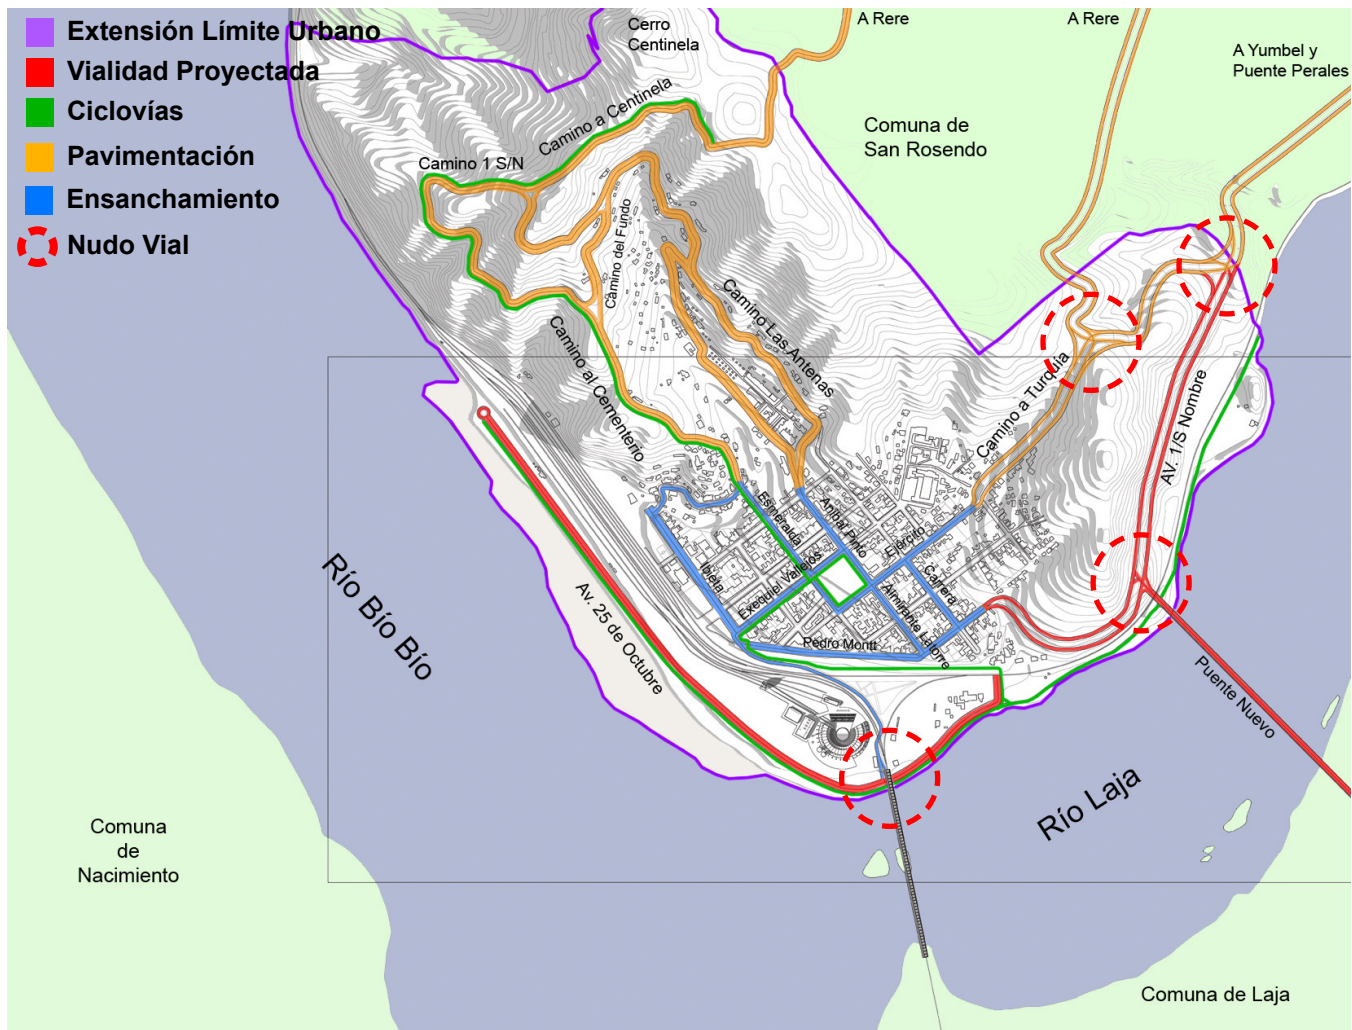 Extensión Límite Urbano
Vialidad Proyectada
Ciclovías
Pavimentación
Ensanchamiento
Nudo Vial
Cerro
Centinela
A Rere
A Rere
A Yumbel y
Puente Perales
Comuna de
San Rosendo
Camino a Centinela
Camino 1 S/N
Camino del Fundo
Camino Las Antenas
Camino al Cementerio
Camino a Turquía
AV. 1/S Nombre
Esmeralda
Anibal Pinto
Ejército
Ibieta
Exequiel Vallejos
Carrera
Almirante Latorre
Pedro Montt
Av. 25 de Octubre
Río Bío Bío
Puente Nuevo
Río Laja
Comuna
de
Nacimiento
Comuna de Laja